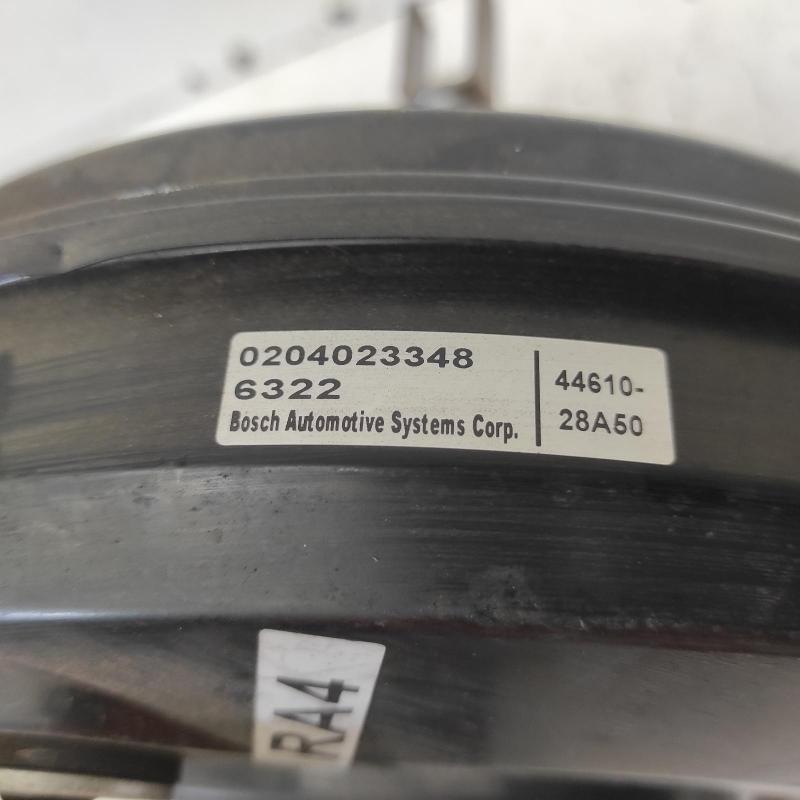 0204023348
6322
Bosch Automotive Systems Corp.
44610-
28A50
RA4